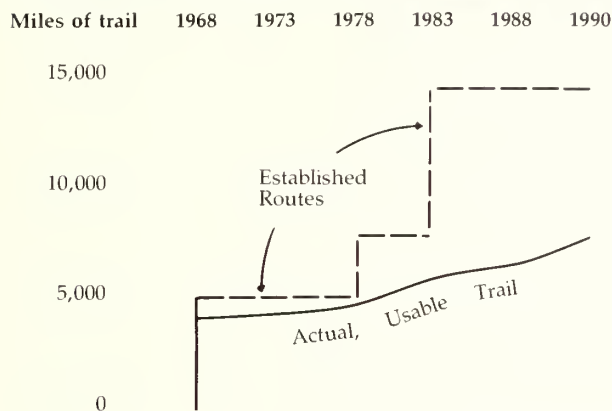 Miles of trail 1968 1973 1978 1983 1988 1990
15,000
Established
Routes
10,000
5,000
Actual, Usable Trail
0